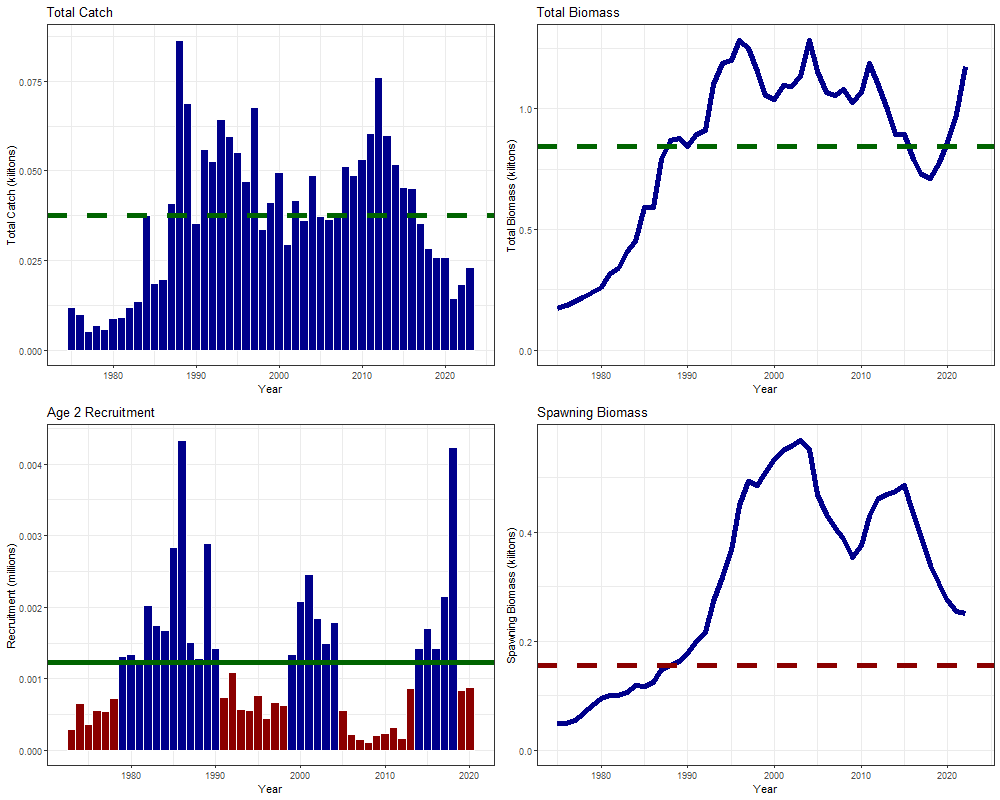 Total Catch
Total Catch (kilitons)
0.075
0.050
0.025
0.000
1980 1990 2000 2010 2020
Year
Total Biomass
Total Biomass (kilitons)
1.0
0.5
0.0
1980 1990 2000 2010 2020
Year
Age 2 Recruitment
Recruitment (millions)
0.004
0.003
0.002
0.001
0.000
1980 1990 2000 2010 2020
Year
Spawning Biomass
Spawning Biomass (kilitons)
0.4
0.2
0.0
1980 1990 2000 2010 2020
Year